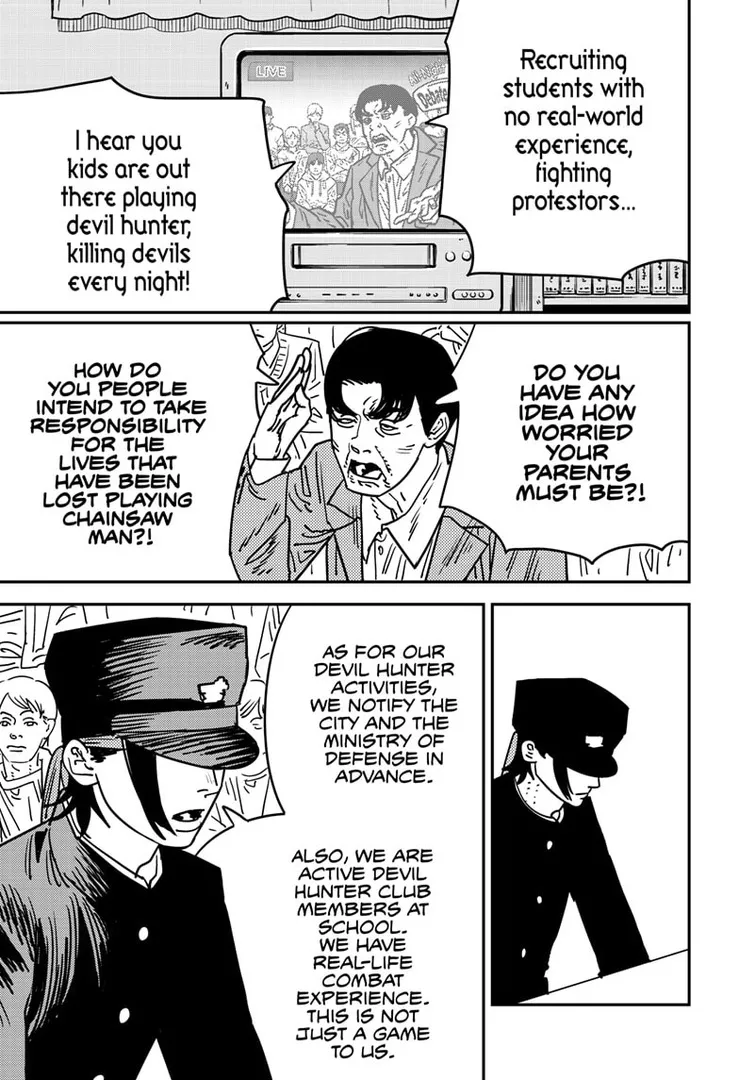 Recruiting
students with
no real-world
experience,
fighting
protestors...
LIVE
All-Night
Debate
I hear you
kids are out
there playing
devil hunter,
killing devils
every night!
DO YOU
HAVE ANY
IDEA HOW
WORRIED
YOUR
PARENTS
MUST BE?!
HOW DO
YOU PEOPLE
INTEND TO TAKE
RESPONSIBILITY
FOR THE
LIVES THAT
HAVE BEEN
LOST PLAYING
CHAINSAW
MAN?!
AS FOR OUR
DEVIL HUNTER
ACTIVITIES,
WE NOTIFY THE
CITY AND THE
MINISTRY OF
DEFENSE IN
ADVANCE.
ALSO, WE ARE
ACTIVE DEVIL
HUNTER CLUB
MEMBERS AT
SCHOOL.
WE HAVE
REAL-LIFE
COMBAT
EXPERIENCE.
THIS IS NOT
JUST A GAME
TO US.